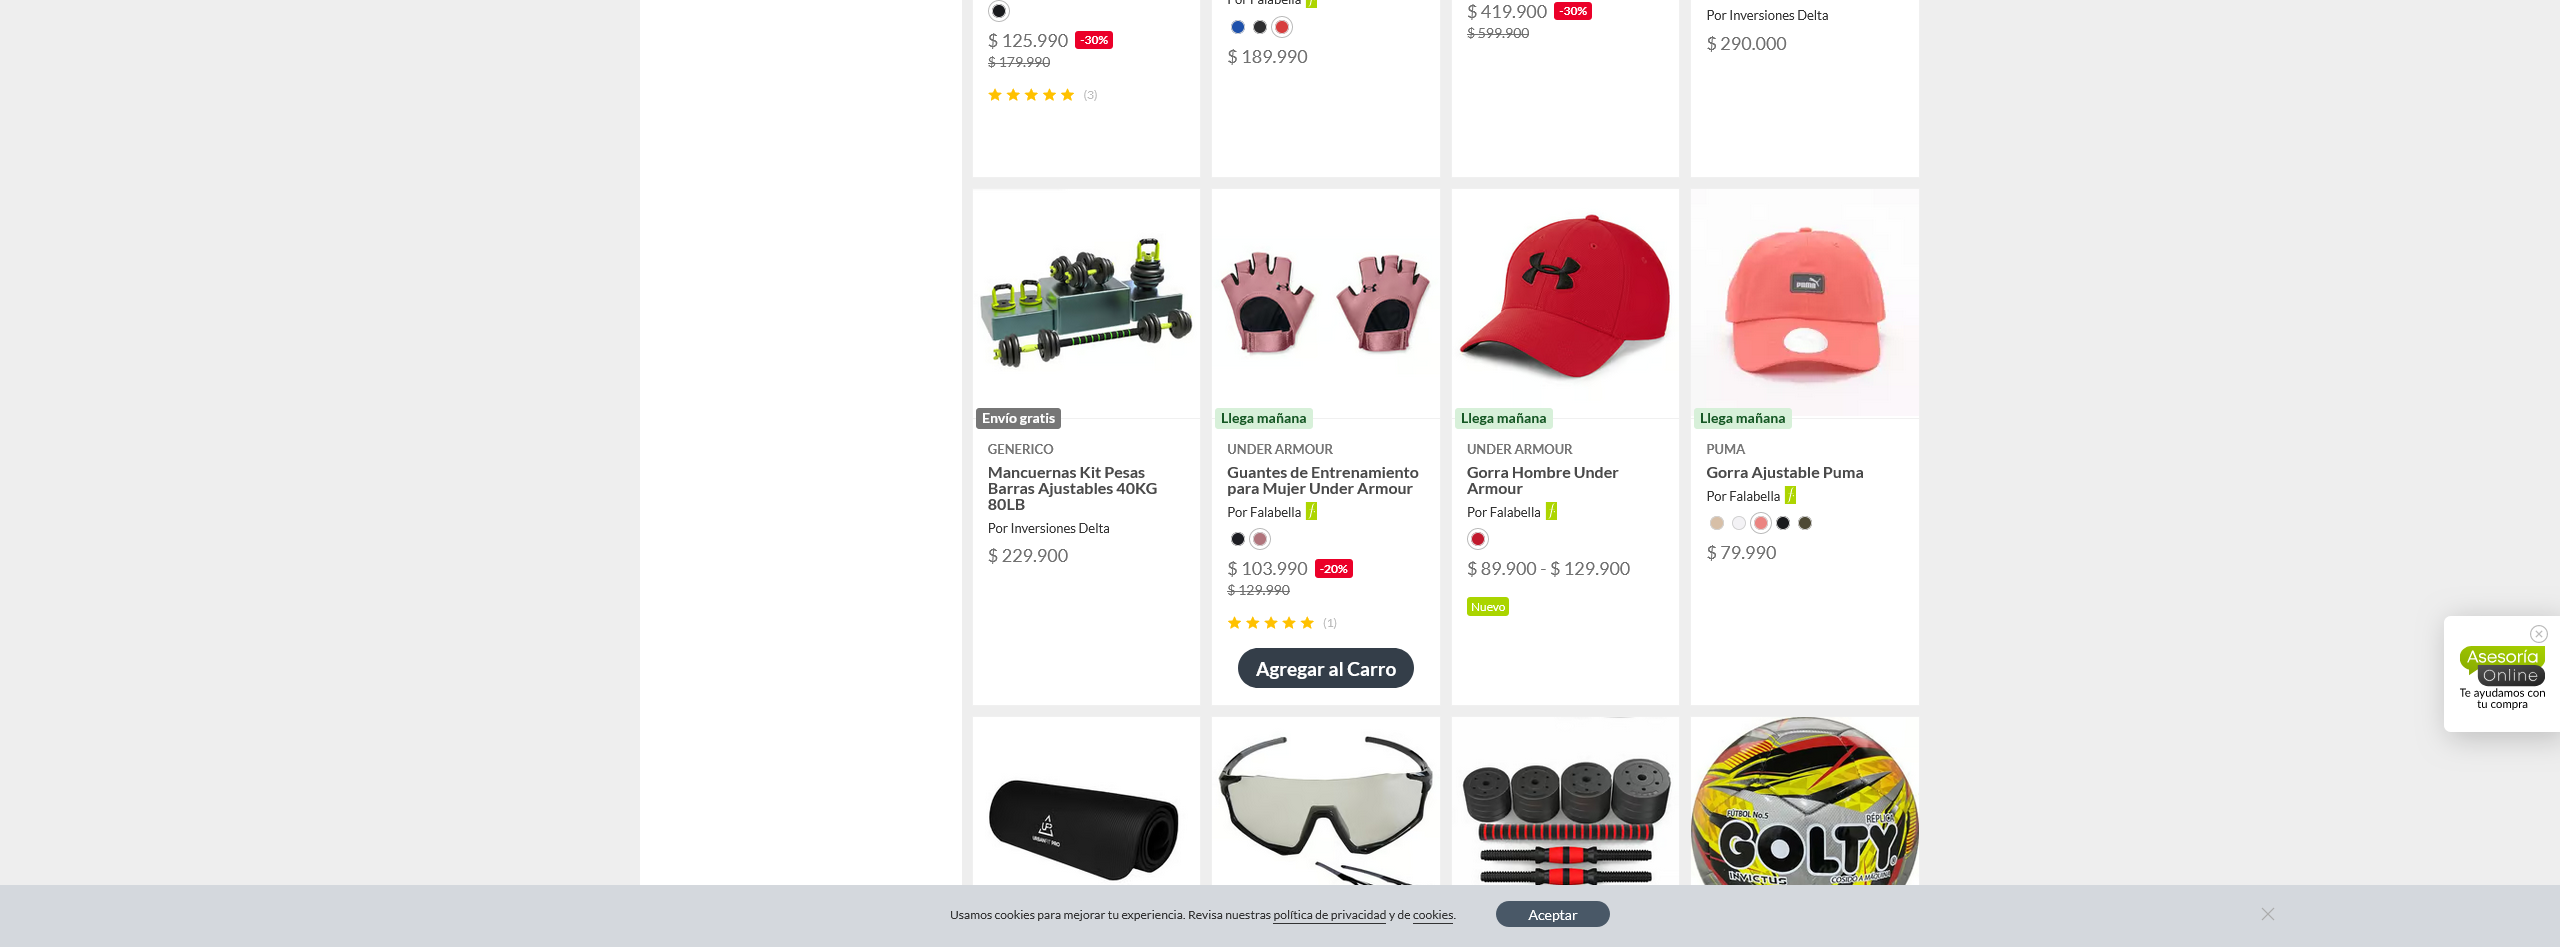 $ 125.990 -30%
$ 179.990
(3)
Por Falabella
$ 189.990
$ 419.900 -30%
$ 599.900
Por Inversiones Delta
$ 290.000
Envío gratis
GENERICO
Mancuernas Kit Pesas
Barras Ajustables 40KG
80LB
Por Inversiones Delta
$ 229.900
Llega mañana
UNDER ARMOUR
Guantes de Entrenamiento
para Mujer Under Armour
Por Falabella
$ 103.990 -20%
$ 129.990
(1)
Agregar al Carro
Llega mañana
UNDER ARMOUR
Gorra Hombre Under
Armour
Por Falabella
$ 89.900 - $ 129.900
Nuevo
PUMA
Llega mañana
PUMA
Gorra Ajustable Puma
Por Falabella
$ 79.990
URBANFIT PRO
FÚTBOL No.5
RÉPLICA
GOLTY
INVICTUS
COSIDO A MÁQUINA
Asesoría
Online
Te ayudamos con
tu compra
Usamos cookies para mejorar tu experiencia. Revisa nuestras política de privacidad y de cookies.
Aceptar